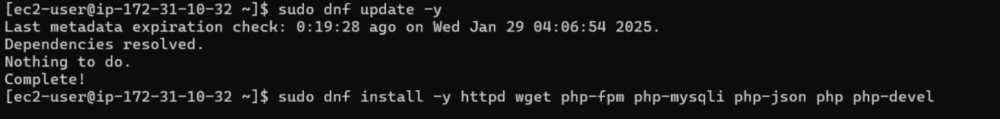 [ec2-user@ip-172-31-10-32 ~]$ sudo dnf update -y
Last metadata expiration check: 0:19:28 ago on Wed Jan 29 04:06:54 2025.
Dependencies resolved.
Nothing to do.
Complete!
[ec2-user@ip-172-31-10-32 ~]$ sudo dnf install -y httpd wget php-fpm php-mysqli php-json php php-devel